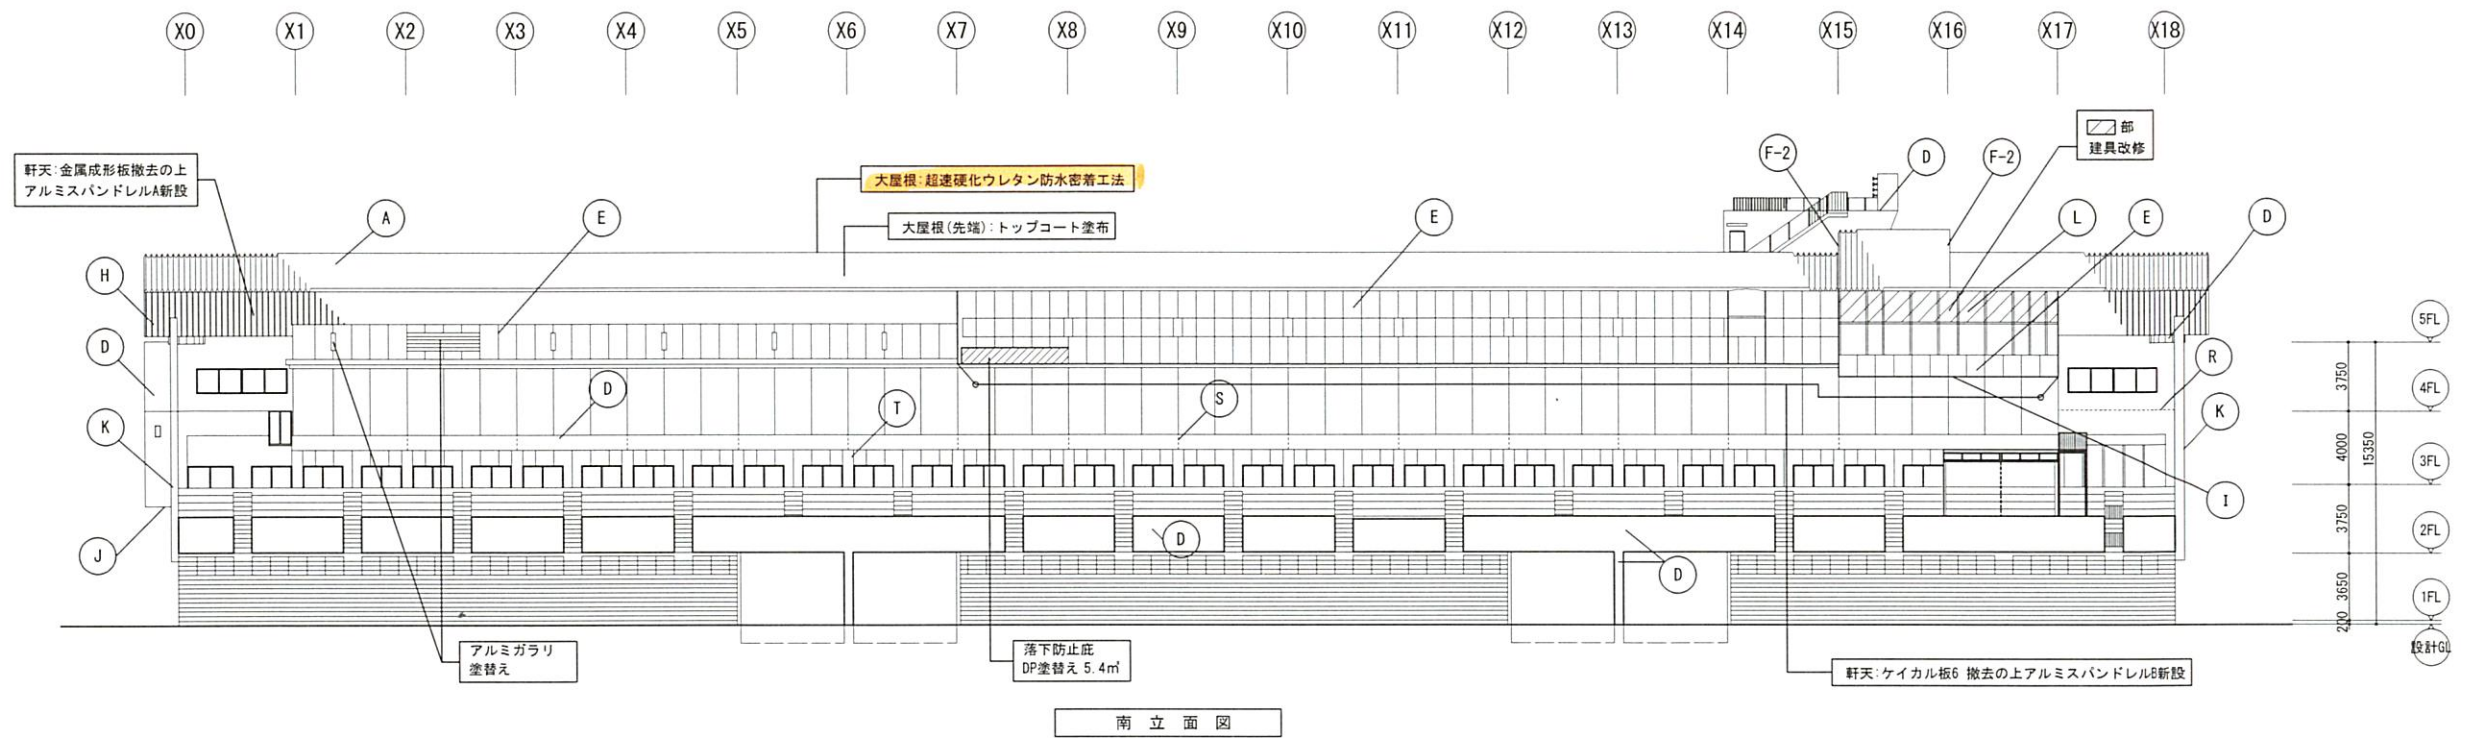 X0 X1 X2 X3 X4 X5 X6 X7 X8 X9 X10 X11 X12 X13 X14 X15 X16 X17 X18
部
建具改修
F-2
F-2
D
軒天:金属成形板撤去の上
アルミスパンドレルA新設
大屋根:超速硬化ウレタン防水密着工法
大屋根(先端):トップコート塗布
A
E
E
L
E
D
H
D
K
J
D
T
S
R
K
I
D
D
5FL
3750
4FL
4000
15350
3FL
3750
2FL
3650
1FL
200
設計GL
アルミガラリ
塗替え
落下防止庇
DP塗替え 5.4㎡
軒天:ケイカル板6 撤去の上アルミスパンドレルB新設
南立面図